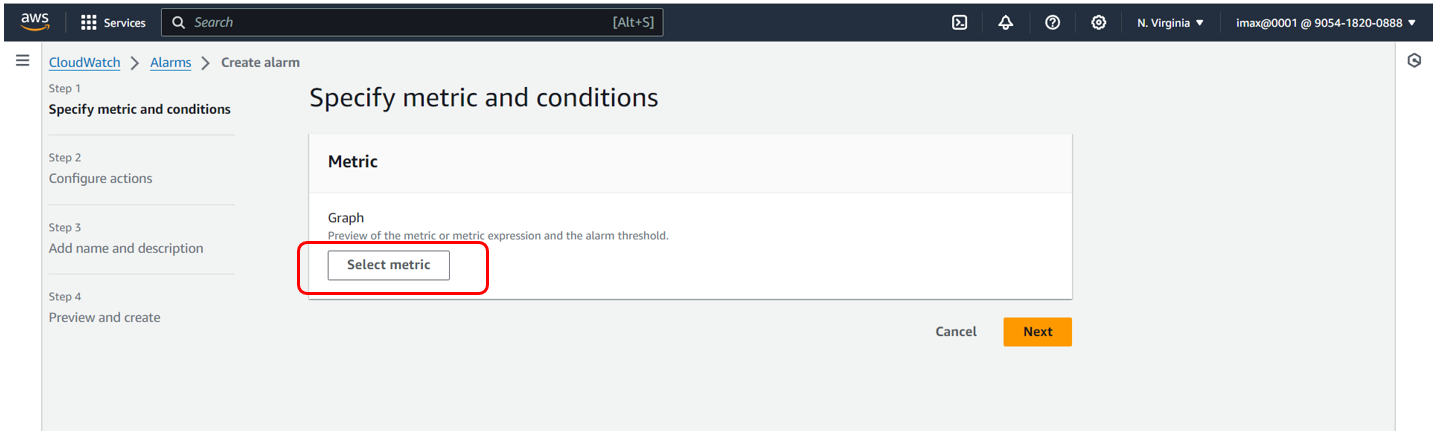 aws
Services
Search
[Alt+S]
N. Virginia
imax@0001 @ 9054-1820-0888
CloudWatch
Alarms
Create alarm
Step 1
Specify metric and conditions
Step 2
Configure actions
Step 3
Add name and description
Step 4
Preview and create
Specify metric and conditions
Metric
Graph
Preview of the metric or metric expression and the alarm threshold.
Select metric
Cancel
Next